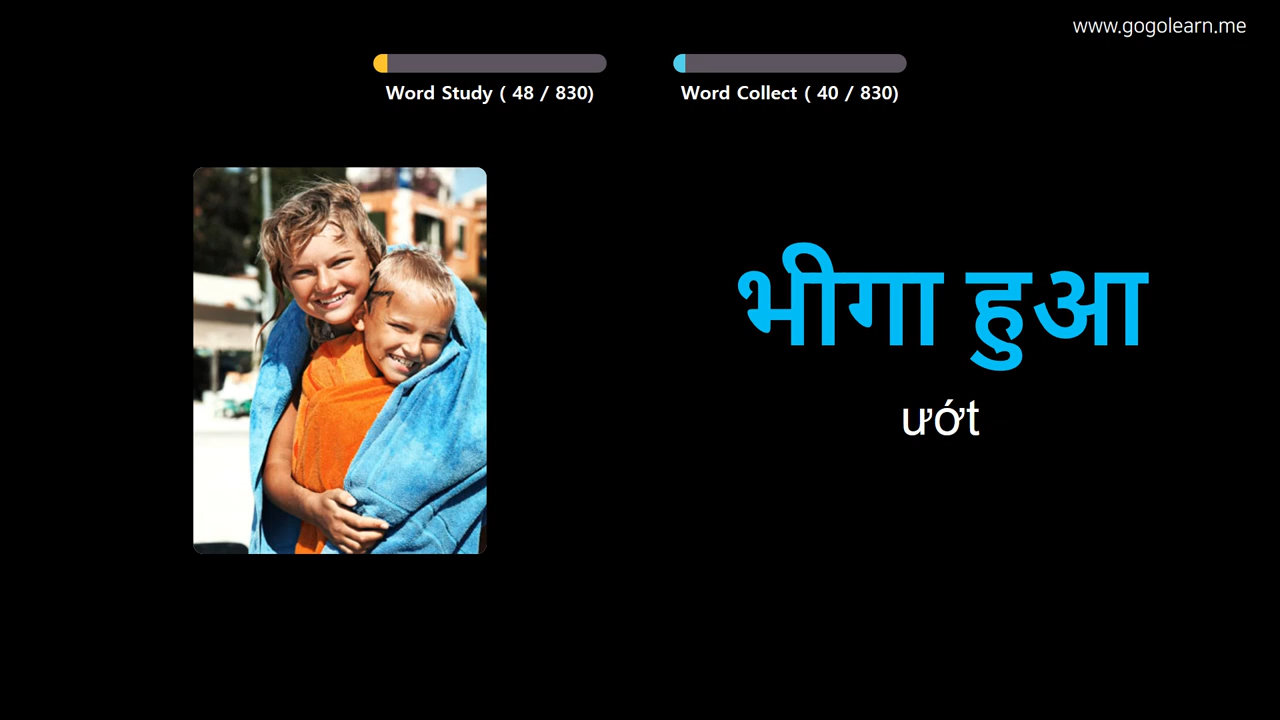 www.gogolearn.me
Word Study ( 48 / 830)
Word Collect ( 40 / 830)
भीगा हुआ
ướt